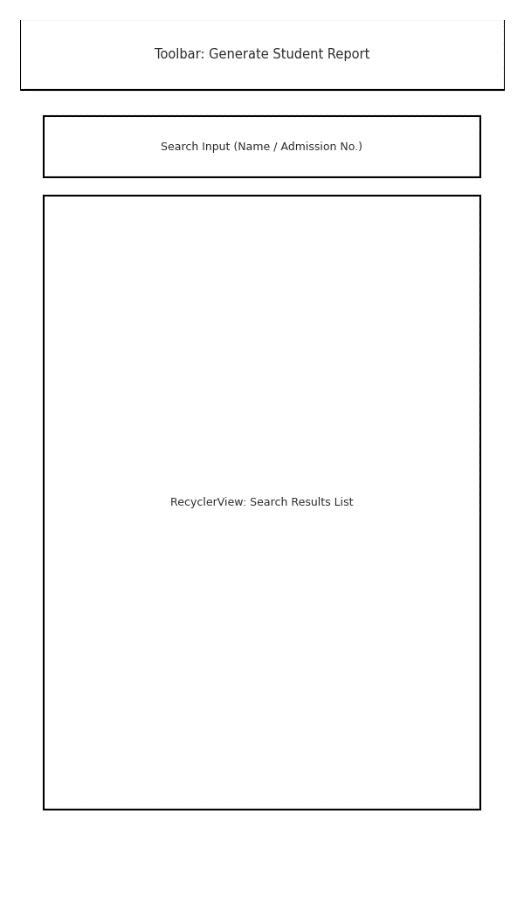 Toolbar: Generate Student Report
Search Input (Name / Admission No.)
RecyclerView: Search Results List